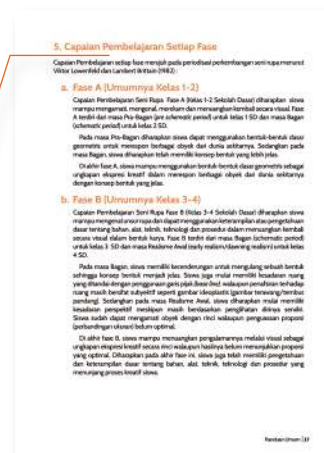 5. Capaian Pembelajaran Setiap Fase
Capaian Pembelajaran setiap fase merujuk pada periodisasi perkembangan seni rupa menurut
Viktor Lowenfeld dan Lambert Brittain (1982) :
a. Fase A (Umumnya Kelas 1-2)
Capaian Pembelajaran Seni Rupa Fase A (Kelas 1-2 Sekolah Dasar) diharapkan siswa
mampu mengamati, mengenal, merekam dan menuangkan kembali secara visual. Fase
A terdiri dari masa Pra-Bagan (pre schematic period) untuk kelas 1 SD dan masa Bagan
(schematic period) untuk kelas 2 SD.
Pada masa Pra-Bagan diharapkan siswa dapat menggunakan bentuk-bentuk dasar
geometris untuk merespon berbagai obyek dari dunia sekitarnya. Sedangkan pada
masa Bagan, siswa diharapkan telah memiliki konsep bentuk yang lebih jelas.
Di akhir fase A, siswa mampu menggunakan bentuk-bentuk dasar geometris sebagai
ungkapan ekspresi kreatif dalam merespon berbagai obyek dari dunia sekitarnya
dengan konsep bentuk yang jelas.
b. Fase B (Umumnya Kelas 3-4)
Capaian Pembelajaran Seni Rupa Fase B (Kelas 3-4 Sekolah Dasar) diharapkan siswa
mampu mengenal unsur rupa dan dapat menggunakan keterampilan atau pengetahuan
dasar tentang bahan, alat, teknik, teknologi dan prosedur dalam menuangkan kembali
secara visual dalam bentuk karya. Fase B terdiri dari masa Bagan (schematic period)
untuk kelas 3 SD dan masa Realisme Awal (early realism/dawning realism) untuk kelas
4 SD.
Pada masa Bagan, siswa memiliki kecenderungan untuk mengulang sebuah bentuk
sehingga konsep bentuk menjadi jelas. Siswa juga mulai memiliki kesadaran ruang
yang ditandai dengan penggunaan garis pijak (base line), walaupun penafsiran terhadap
ruang masih bersifat subyektif seperti gambar ideoplastis (gambar terawang/tembus
pandang). Sedangkan pada masa Realisme Awal, siswa diharapkan mulai memiliki
kesadaran perspektif meskipun masih berdasarkan penglihatan dirinya sendiri.
Siswa sudah dapat mengamati obyek dengan rinci walaupun penguasaan proporsi
(perbandingan ukuran) belum optimal.
Di akhir fase B, siswa mampu menuangkan pengalamannya melalui visual sebagai
ungkapan ekspresi kreatif secara rinci walaupun hasilnya belum menunjukkan proporsi
yang optimal. Diharapkan pada akhir fase ini, siswa juga telah memiliki pengetahuan
dan keterampilan dasar tentang bahan, alat, teknik, teknologi dan prosedur yang
menunjang proses kreatif siswa.
Panduan Umum |